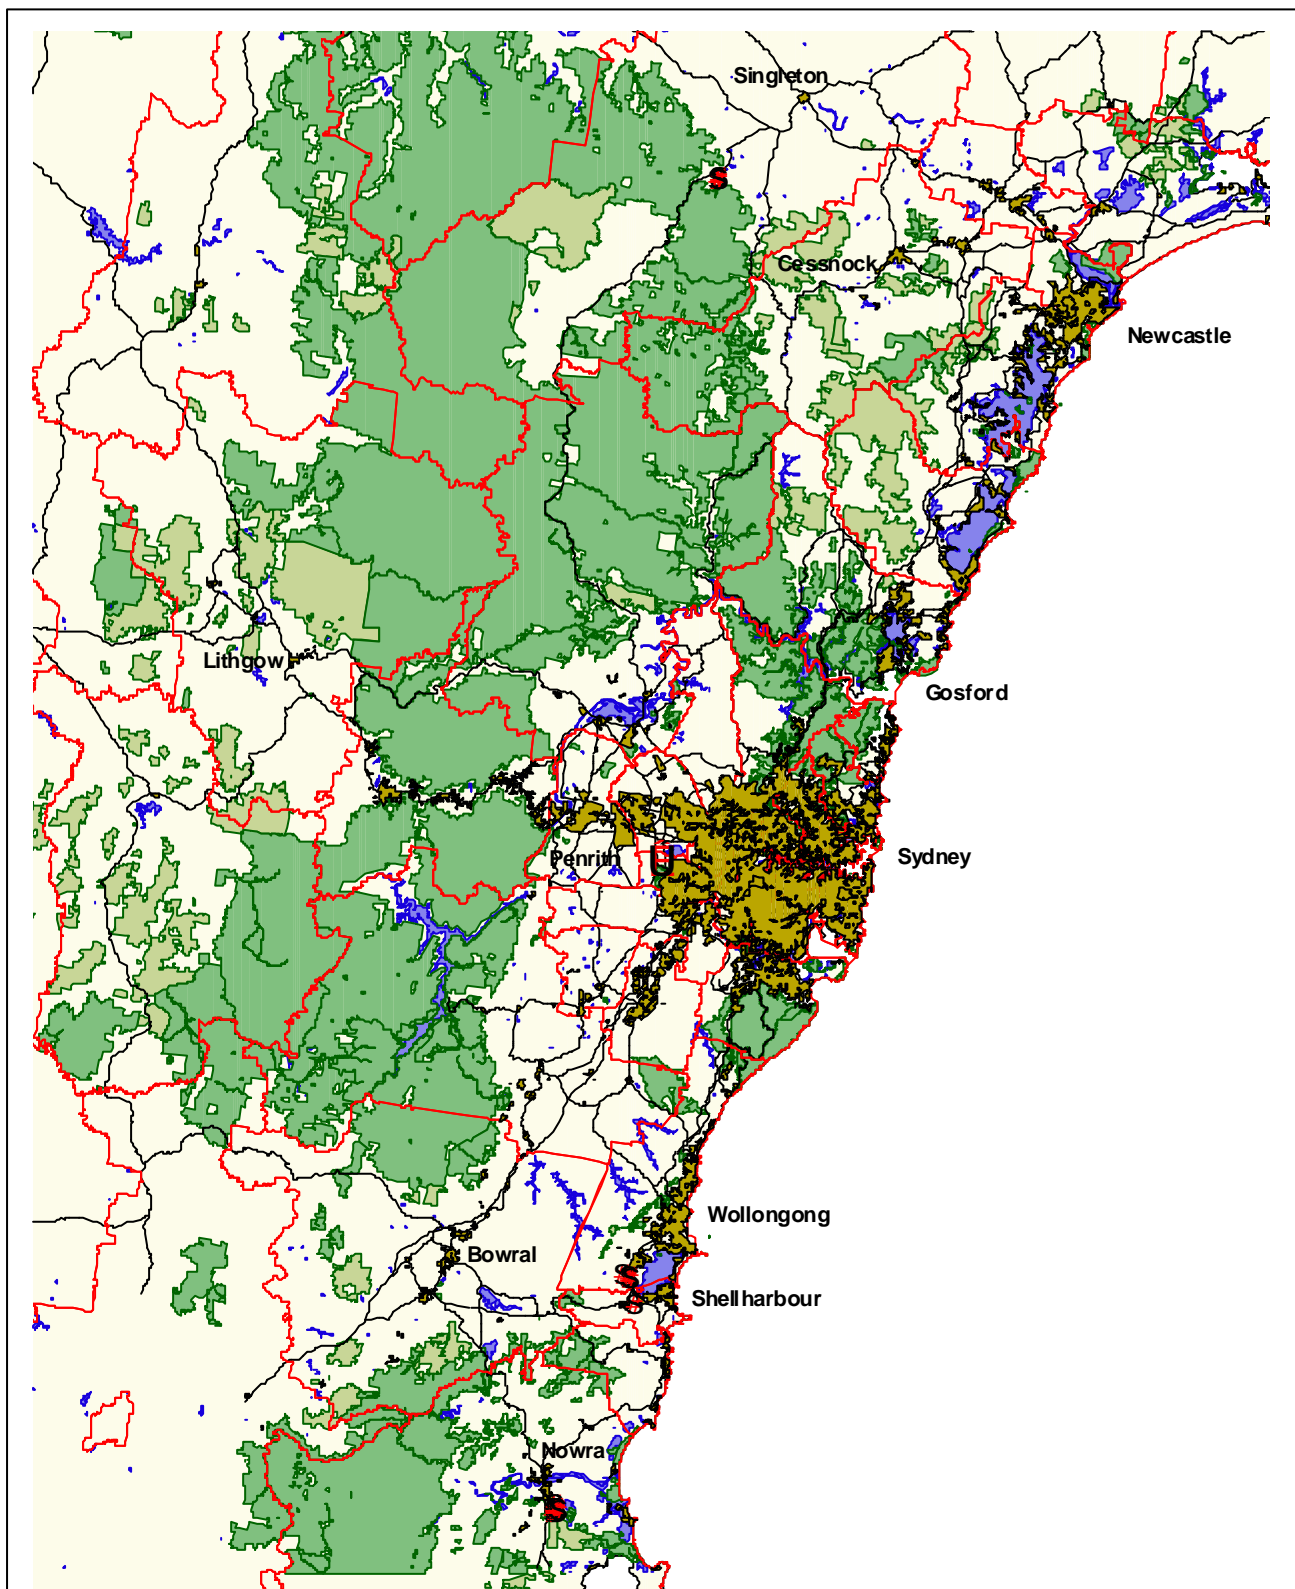 Singleton
S
Cessnock
Newcastle
Lithgow
Gosford
Penrith
U
Sydney
Wollongong
Bowral
S
Shellharbour
S
Nowra
S